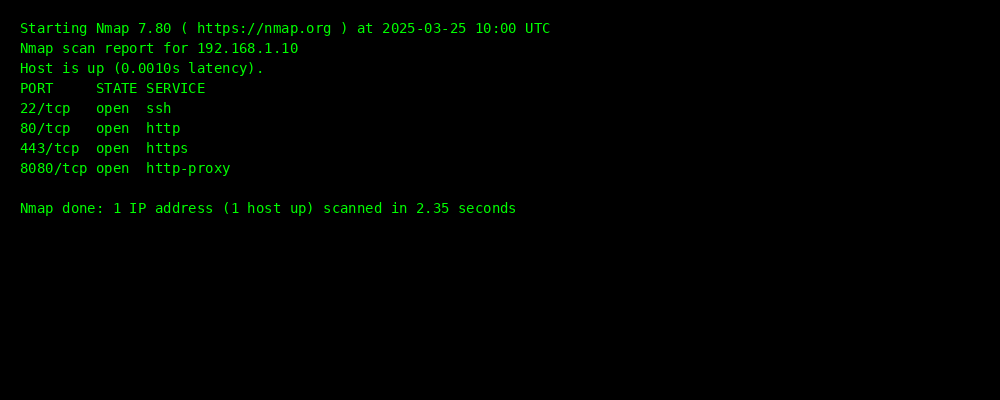 Starting Nmap 7.80 ( https://nmap.org ) at 2025-03-25 10:00 UTC
Nmap scan report for 192.168.1.10
Host is up (0.0010s latency).
PORT     STATE SERVICE
22/tcp   open  ssh
80/tcp   open  http
443/tcp  open  https
8080/tcp open  http-proxy

Nmap done: 1 IP address (1 host up) scanned in 2.35 seconds